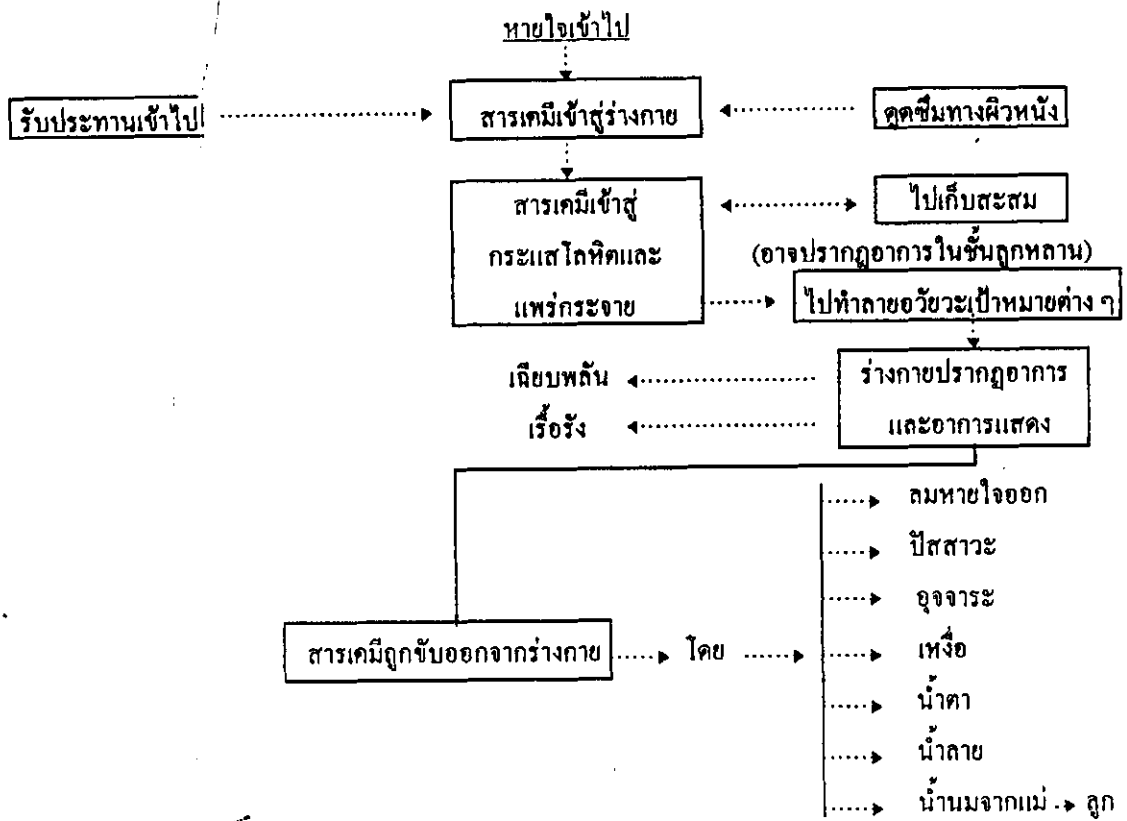 หายใจเข้าไป
รับประทานเข้าไป
สารเคมีเข้าสู่ร่างกาย
ดูดซึมทางผิวหนัง
สารเคมีเข้าสู่
กระแสโลหิตและ
แพร่กระจาย
ไปเก็บสะสม
(อาจปรากฏอาการในชั้นลูกหลาน)
ไปทำลายอวัยวะเป้าหมายต่าง ๆ
ร่างกายปรากฏอาการ
และอาการแสดง
เฉียบพลัน
เรื้อรัง
สารเคมีถูกขับออกจากร่างกาย
โดย
ลมหายใจออก
ปัสสาวะ
อุจจาระ
เหงื่อ
น้ำตา
น้ำลาย
น้ำนมจากแม่ ลูก